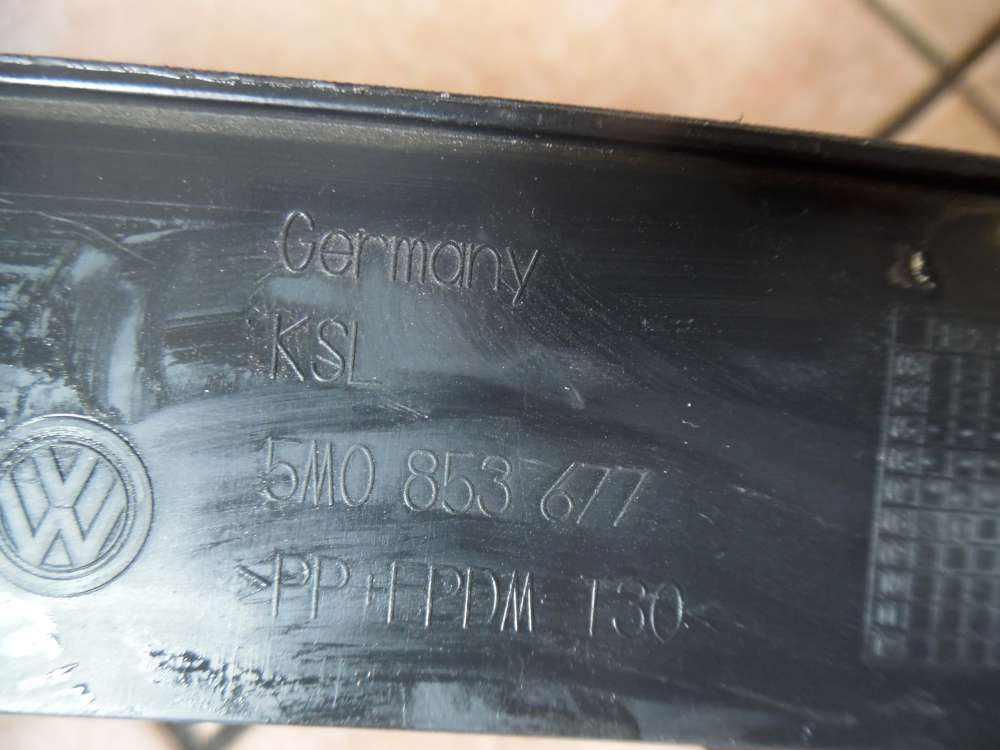 Germany
KSL
5M0 853 677
>PP+EPDM T30<